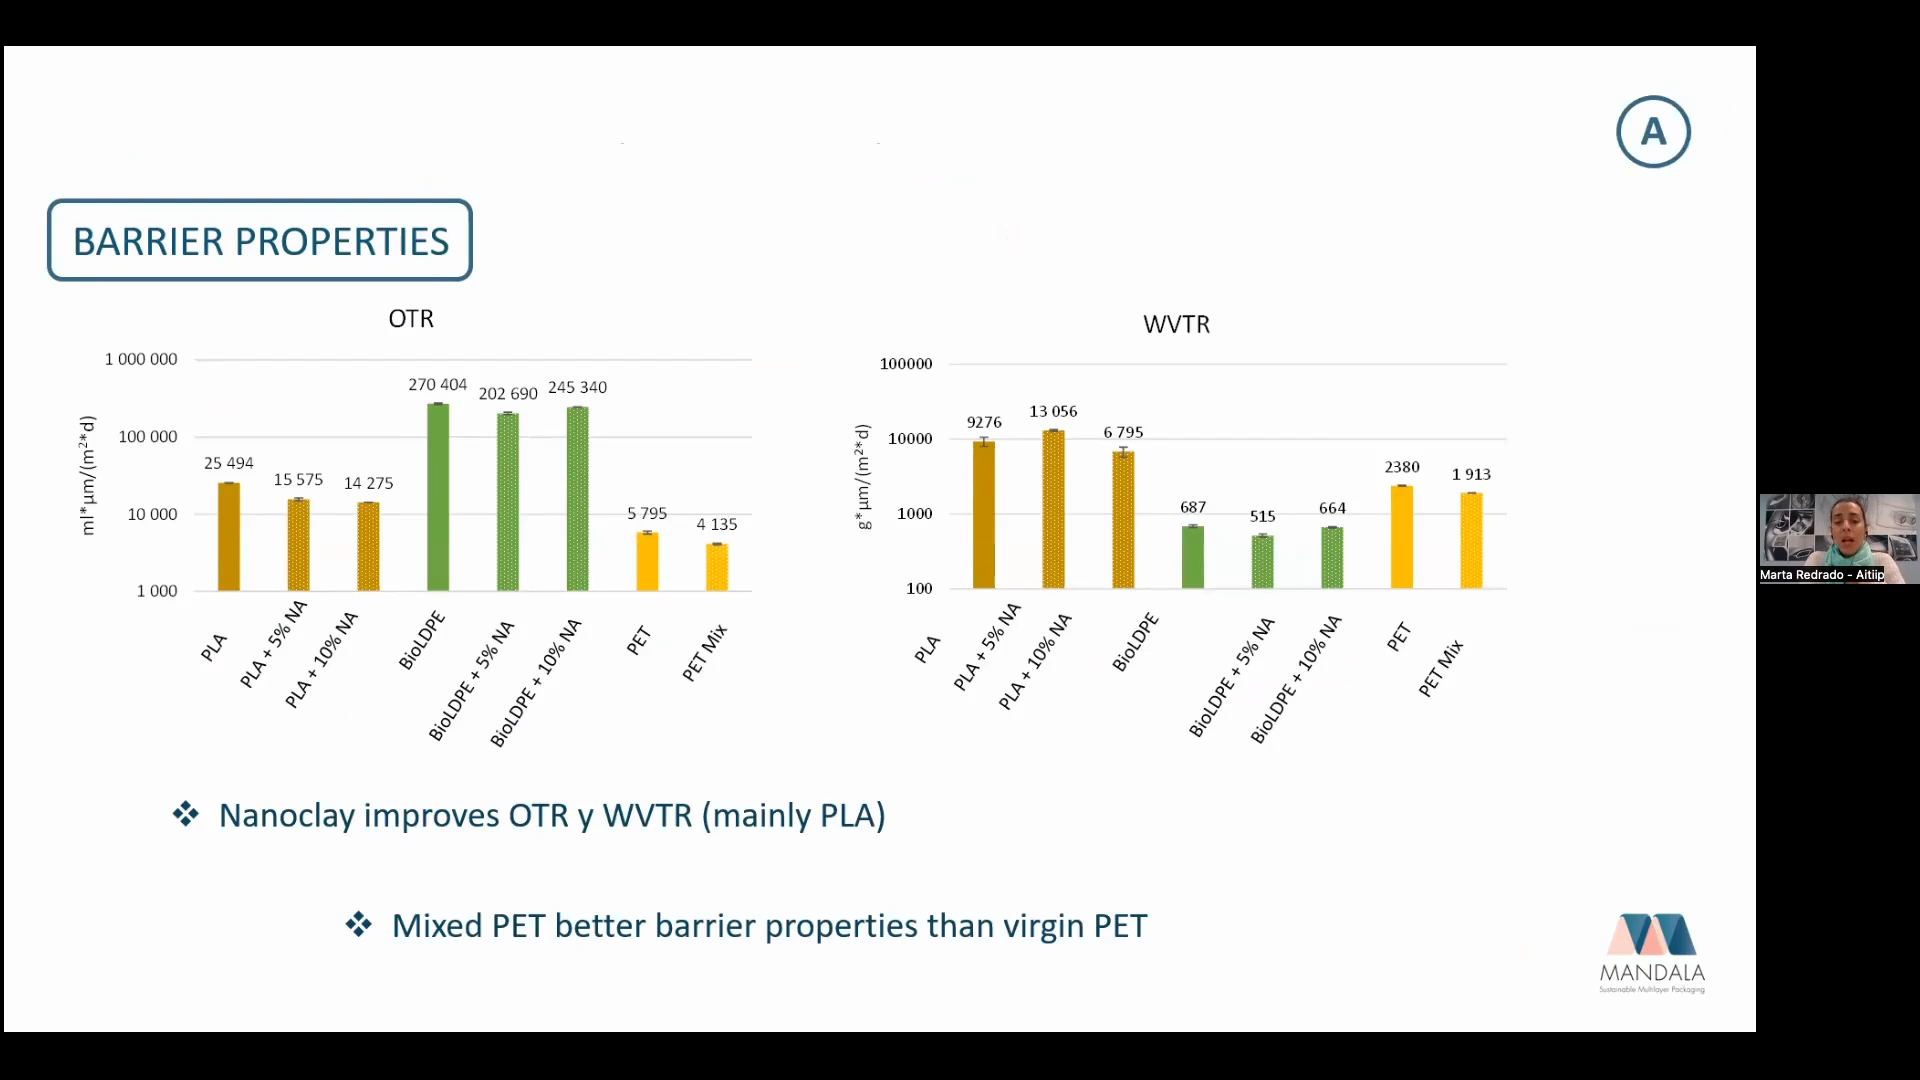 A
BARRIER PROPERTIES
OTR
ml*µm/(m²*d)
1 000 000
100 000
10 000
1 000
25 494
15 575
14 275
270 404
202 690
245 340
5 795
4 135
PLA
PLA + 5% NA
PLA + 10% NA
BioLDPE
BioLDPE + 5% NA
BioLDPE + 10% NA
PET
PET Mix
WVTR
g*µm/(m²*d)
100000
10000
1000
100
9276
13 056
6 795
687
515
664
2380
1 913
PLA
PLA + 5% NA
PLA + 10% NA
BioLDPE
BioLDPE + 5% NA
BioLDPE + 10% NA
PET
PET Mix
❖ Nanoclay improves OTR y WVTR (mainly PLA)
❖ Mixed PET better barrier properties than virgin PET
MANDALA
Sustainable Multilayer Packaging
Marta Redrado - Aitiip